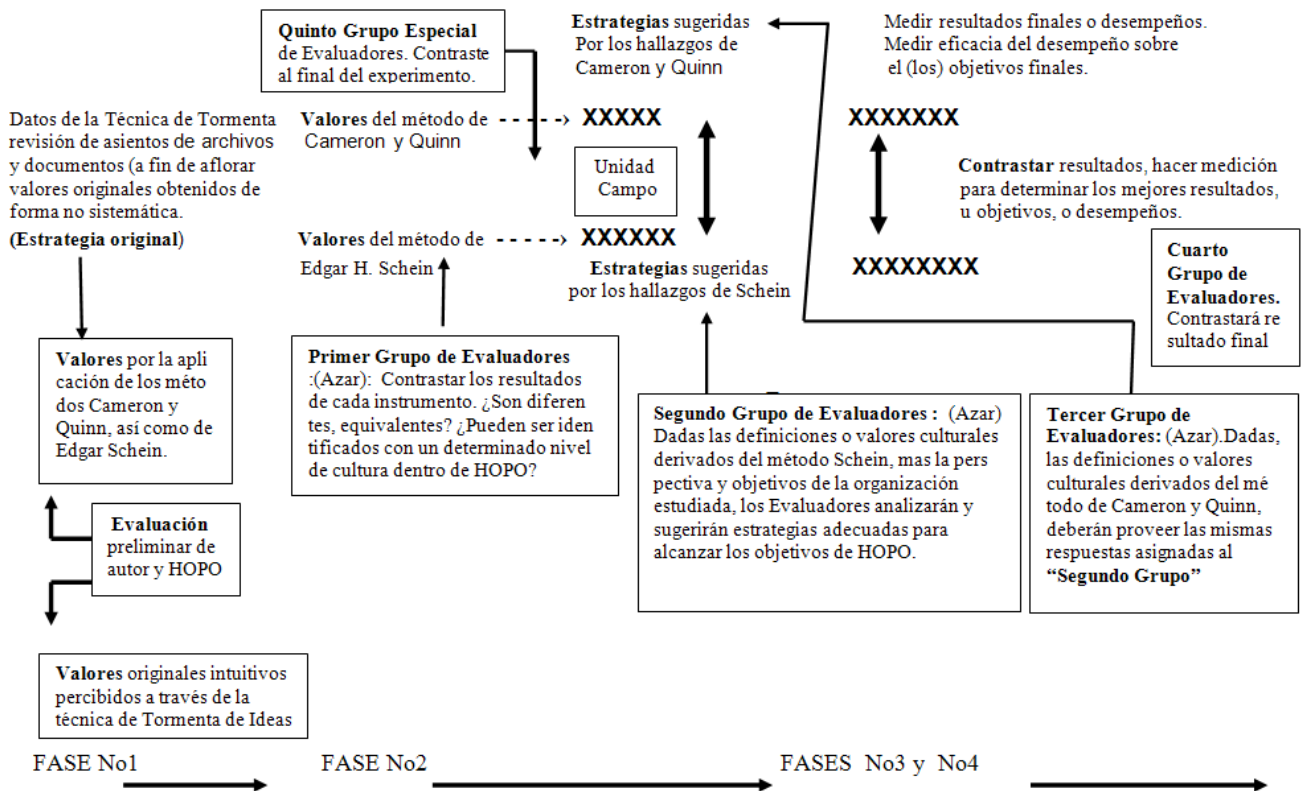 Quinto Grupo Especial
de Evaluadores. Contraste
al final del experimento.
Estrategias sugeridas
Por los hallazgos de
Cameron y Quinn
Medir resultados finales o desempeños.
Medir eficacia del desempeño sobre
el (los) objetivos finales.
Datos de la Técnica de Tormenta
revisión de asientos de archivos
y documentos (a fin de aflorar
valores originales obtenidos de
forma no sistemática.
(Estrategia original)
Valores del método de - - - - -> XXXXX
Cameron y Quinn
XXXXXXX
Unidad
Campo
Contrastar resultados, hacer medición
para determinar los mejores resultados,
u objetivos, o desempeños.
Valores del método de - - - - -> XXXXXX
Edgar H. Schein
Estrategias sugeridas
por los hallazgos de Schein
XXXXXXXX
Cuarto
Grupo de
Evaluadores.
Contrastará re
sultado final
Valores por la apli
cación de los méto
dos Cameron y
Quinn, así como de
Edgar Schein.
Primer Grupo de Evaluadores
:(Azar): Contrastar los resultados
de cada instrumento. ¿Son diferen
tes, equivalentes? ¿Pueden ser iden
tificados con un determinado nivel
de cultura dentro de HOPO?
Segundo Grupo de Evaluadores : (Azar)
Dadas las definiciones o valores culturales
derivados del método Schein, mas la pers
pectiva y objetivos de la organización
estudiada, los Evaluadores analizarán y
sugerirán estrategias adecuadas para
alcanzar los objetivos de HOPO.
Tercer Grupo de
Evaluadores: (Azar).Dadas,
las definiciones o valores
culturales derivados del mé
todo de Cameron y Quinn,
deberán proveer las mismas
respuestas asignadas al
“Segundo Grupo”
Evaluación
preliminar de
autor y HOPO
Valores originales intuitivos
percibidos a través de la
técnica de Tormenta de Ideas
FASE No1
FASE No2
FASES No3 y No4